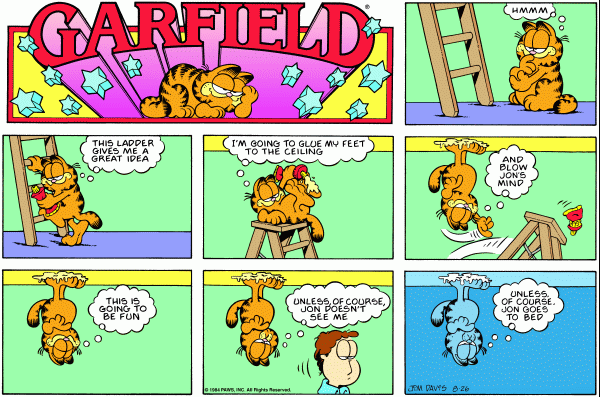 GARFIELD
®
HMMM
THIS LADDER
GIVES ME A
GREAT IDEA
I'M GOING TO GLUE MY FEET
TO THE CEILING
AND
BLOW
JON'S
MIND
THIS IS
GOING TO
BE FUN
UNLESS, OF COURSE,
JON DOESN'T
SEE ME
© 1984 PAWS, INC. All Rights Reserved.
UNLESS,
OF COURSE,
JON GOES
TO BED
JIM DAVIS 8-26